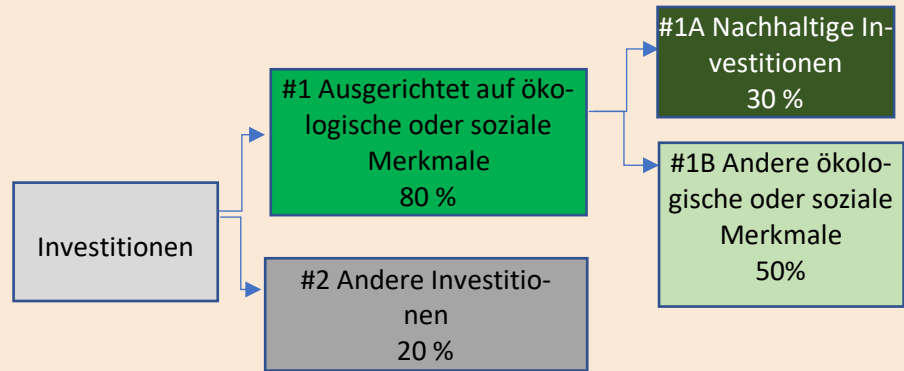 Investitionen
#1 Ausgerichtet auf öko-
logische oder soziale
Merkmale
80 %
#2 Andere Investitio-
nen
20 %
#1A Nachhaltige In-
vestitionen
30 %
#1B Andere ökolo-
gische oder soziale
Merkmale
50%